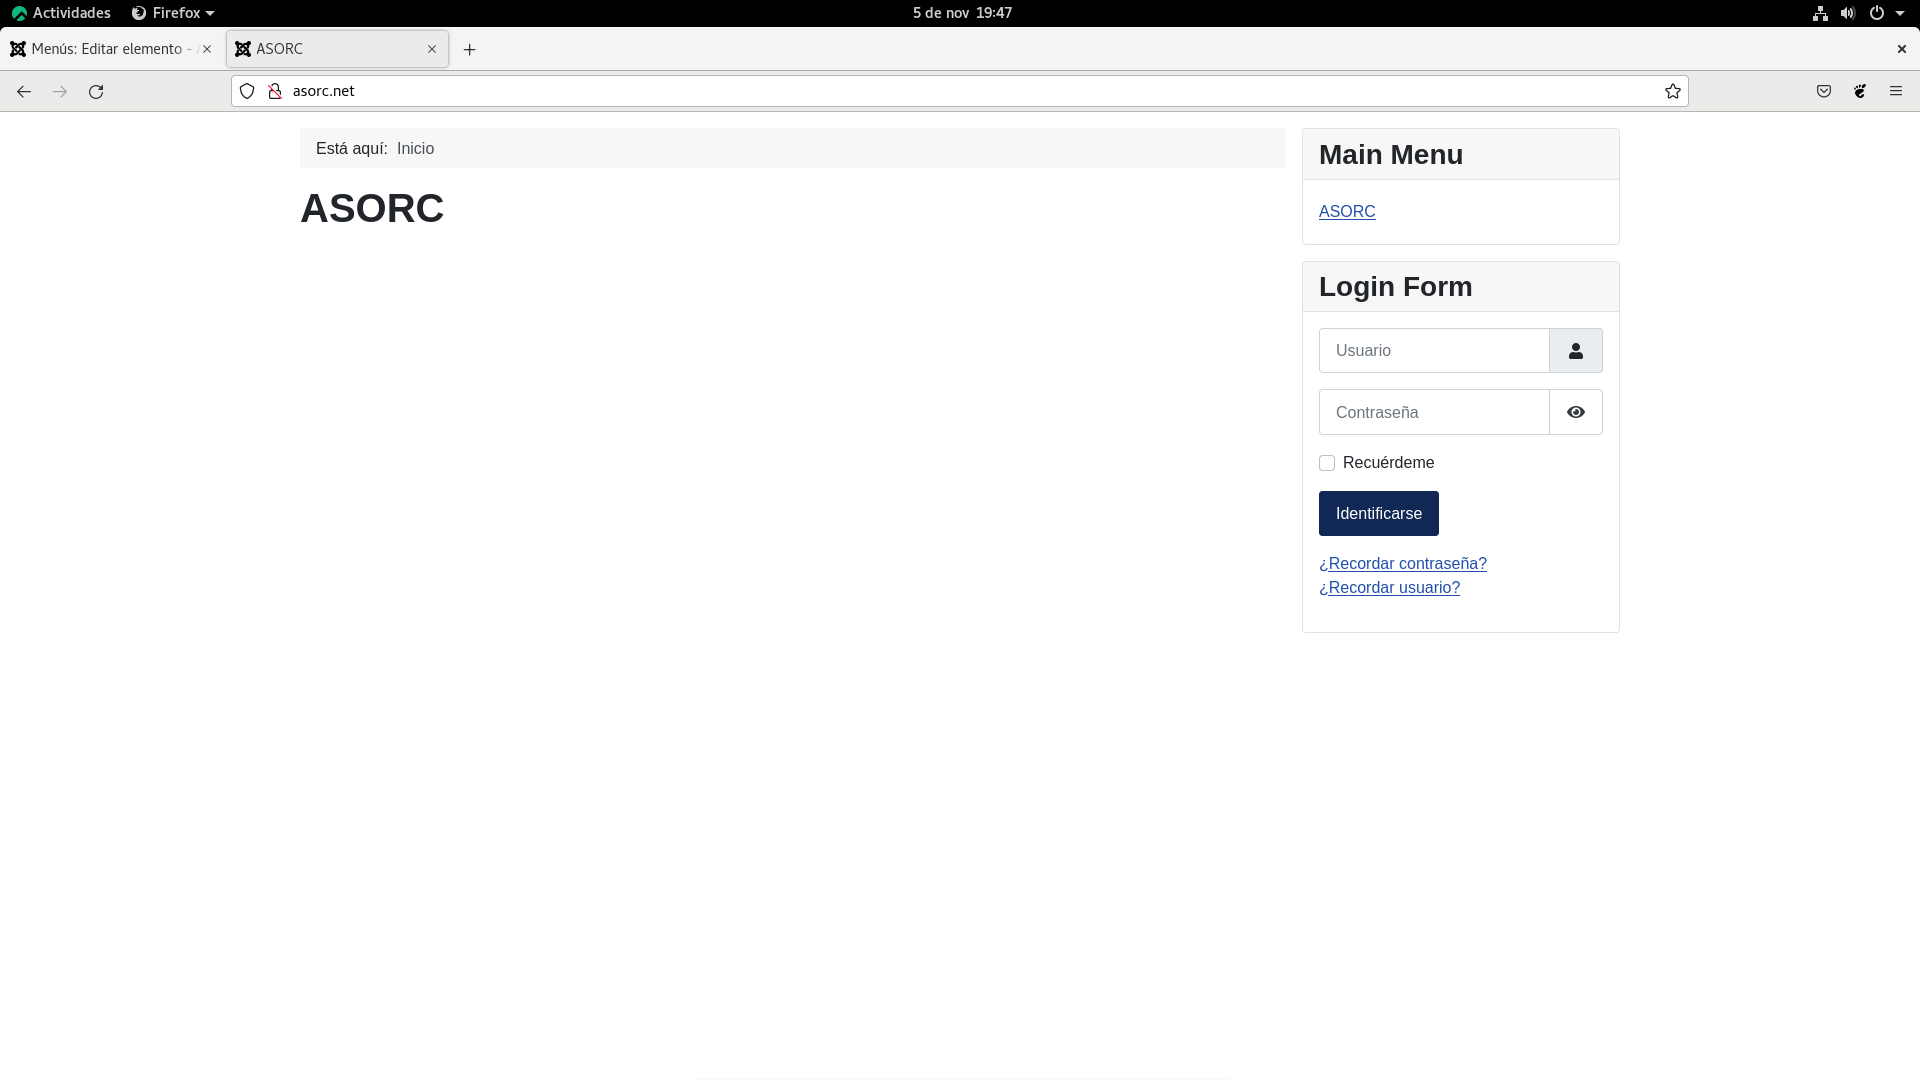 Actividades Firefox 5 de nov 19:47
Menús: Editar elemento - ASORC
asorc.net
Está aquí: Inicio
ASORC
Main Menu
ASORC
Login Form
Usuario
Contraseña
Recuérdeme
Identificarse
¿Recordar contraseña?
¿Recordar usuario?